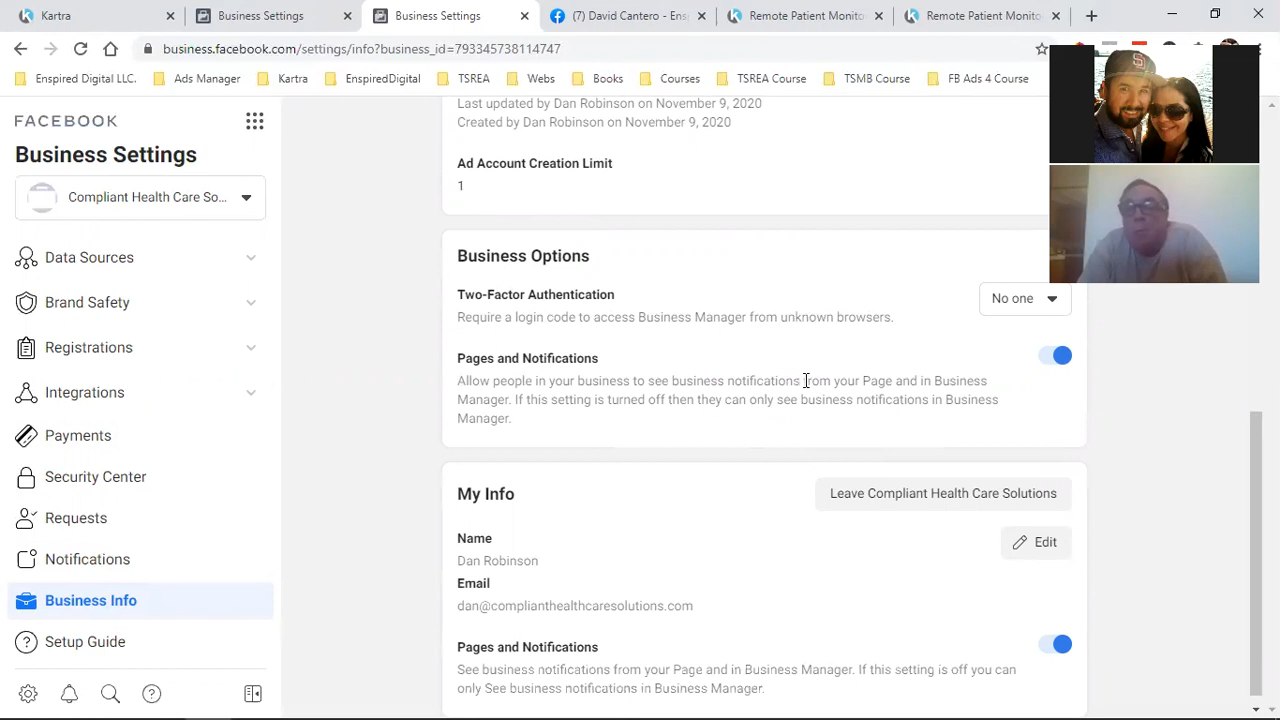 Kartra
Business Settings
Business Settings
(7) David Cantero - Ensp
Remote Patient Monito
Remote Patient Monito
business.facebook.com/settings/info?business_id=793345738114747
Enspired Digital LLC.
Ads Manager
Kartra
EnspiredDigital
TSREA
Webs
Books
Courses
TSREA Course
TSMB Course
FB Ads 4 Course
FACEBOOK
Business Settings
Compliant Health Care So...
Data Sources
Brand Safety
Registrations
Integrations
Payments
Security Center
Requests
Notifications
Business Info
Setup Guide
Last updated by Dan Robinson on November 9, 2020
Created by Dan Robinson on November 9, 2020
Ad Account Creation Limit
1
Business Options
Two-Factor Authentication
No one
Require a login code to access Business Manager from unknown browsers.
Pages and Notifications
Allow people in your business to see business notifications from your Page and in Business
Manager. If this setting is turned off then they can only see business notifications in Business
Manager.
My Info
Leave Compliant Health Care Solutions
Name
Edit
Dan Robinson
Email
dan@complianthealthcaresolutions.com
Pages and Notifications
See business notifications from your Page and in Business Manager. If this setting is off you can
only See business notifications in Business Manager.